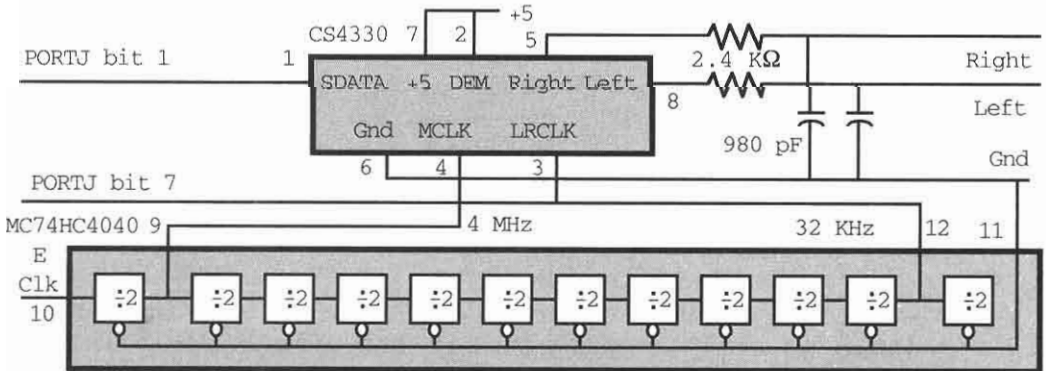 +5
CS4330 7 2 5
PORTJ bit 1 1
2.4 KΩ
Right
SDATA +5 DEM Right Left
8
Left
Gnd MCLK LRCLK
980 pF
6 4 3
Gnd
PORTJ bit 7
MC74HC4040 9 4 MHz 32 KHz 12 11
E
Clk
10
÷2 ÷2 ÷2 ÷2 ÷2 ÷2 ÷2 ÷2 ÷2 ÷2 ÷2 ÷2